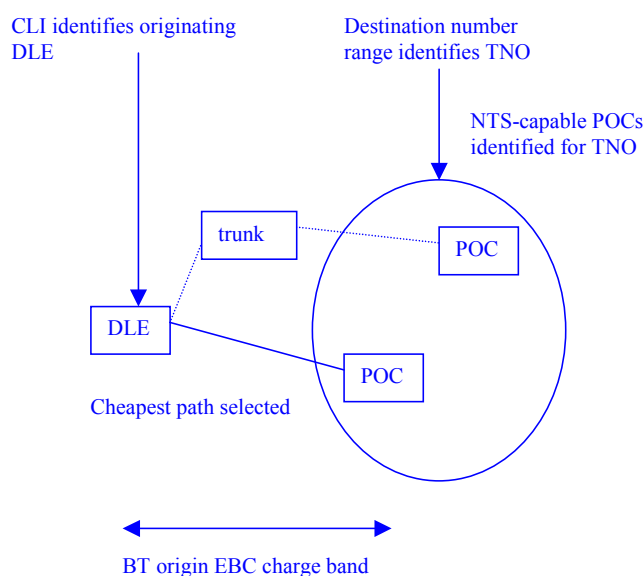 CLI identifies originating
DLE
Destination number
range identifies TNO
NTS-capable POCs
identified for TNO
trunk
POC
DLE
POC
Cheapest path selected
BT origin EBC charge band